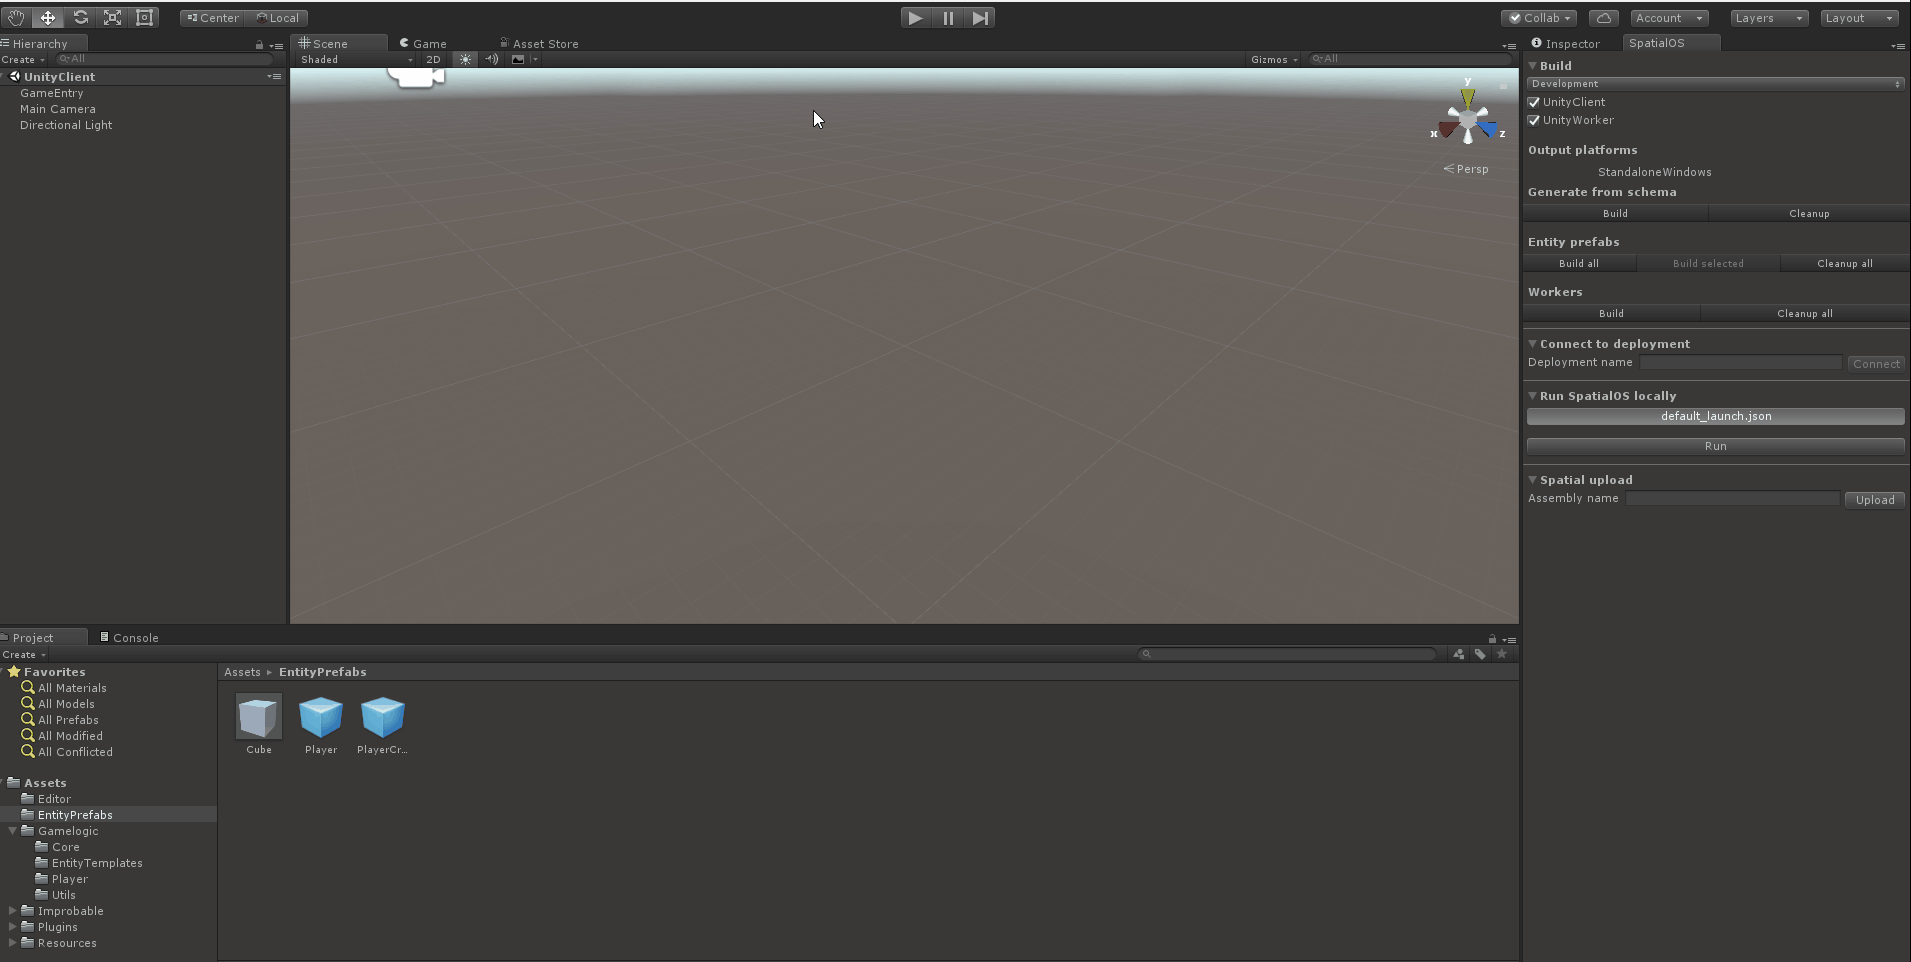 Center Local
Collab Account Layers Layout
Hierarchy
Create All
UnityClient
GameEntry
Main Camera
Directional Light
Scene Game Asset Store
Shaded 2D Gizmos All
y
x z
Persp
Inspector SpatialOS
Build
Development
UnityClient
UnityWorker
Output platforms
StandaloneWindows
Generate from schema
Build Cleanup
Entity prefabs
Build all Build selected Cleanup all
Workers
Build Cleanup all
Connect to deployment
Deployment name Connect
Run SpatialOS locally
default_launch.json
Run
Spatial upload
Assembly name Upload
Project Console
Create
Favorites
All Materials
All Models
All Prefabs
All Modified
All Conflicted
Assets
Editor
EntityPrefabs
Gamelogic
Core
EntityTemplates
Player
Utils
Improbable
Plugins
Resources
Assets EntityPrefabs
Cube Player PlayerCr...